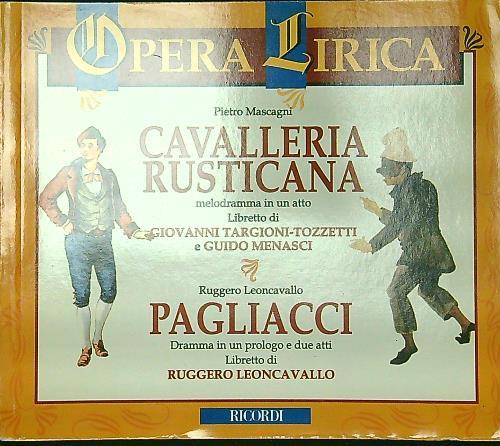 OPERA LIRICA
Pietro Mascagni
CAVALLERIA
RUSTICANA
melodramma in un atto
Libretto di
GIOVANNI TARGIONI-TOZZETTI
e GUIDO MENASCI
Ruggero Leoncavallo
PAGLIACCI
Dramma in un prologo e due atti
Libretto di
RUGGERO LEONCAVALLO
RICORDI